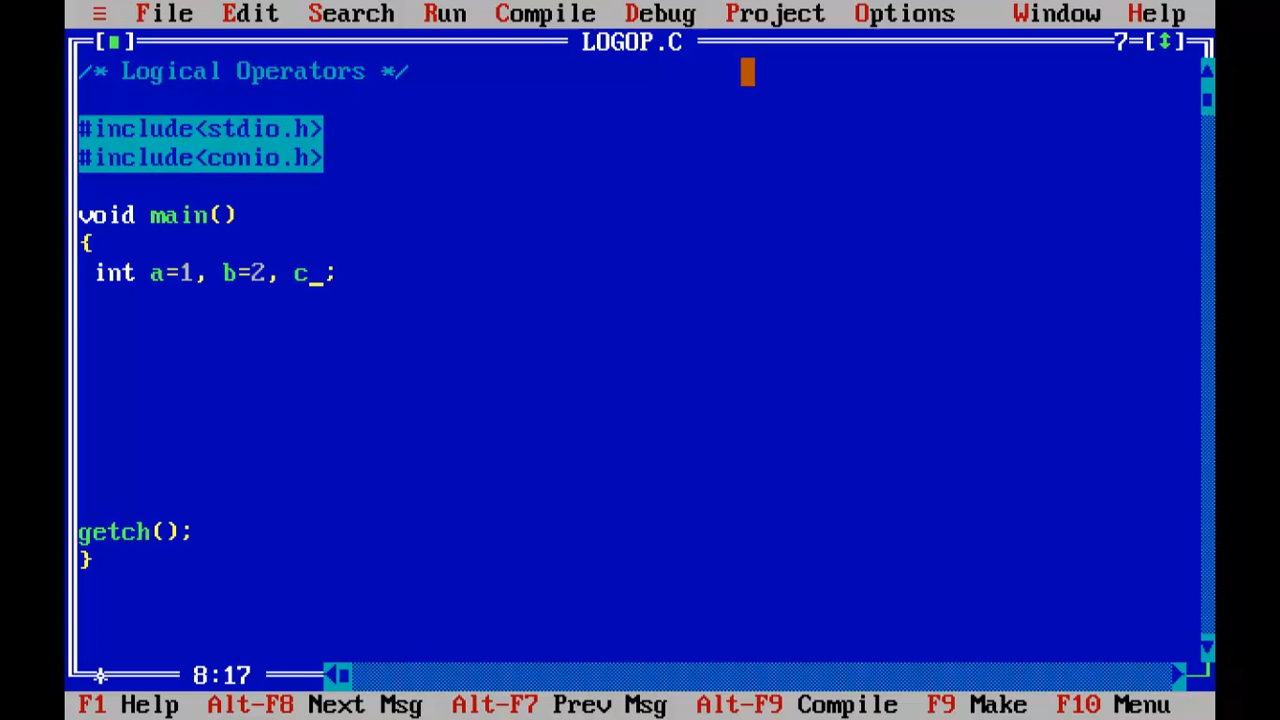 ≡ File Edit Search Run Compile Debug Project Options Window Help
[■] LOGOP.C 7=[↕]
/* Logical Operators */
#include<stdio.h>
#include<conio.h>
void main()
{
int a=1, b=2, c_;
getch();
}
8:17
F1 Help Alt-F8 Next Msg Alt-F7 Prev Msg Alt-F9 Compile F9 Make F10 Menu